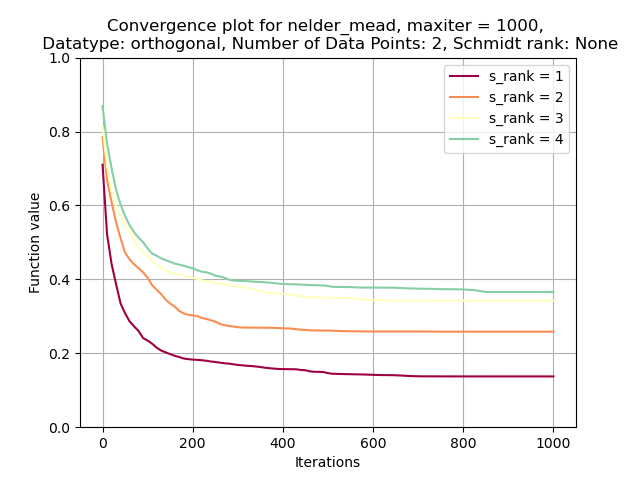 Convergence plot for nelder_mead, maxiter = 1000,
Datatype: orthogonal, Number of Data Points: 2, Schmidt rank: None
1.0
0.8
0.6
0.4
0.2
0.0
Function value
s_rank = 1
s_rank = 2
s_rank = 3
s_rank = 4
0 200 400 600 800 1000
Iterations